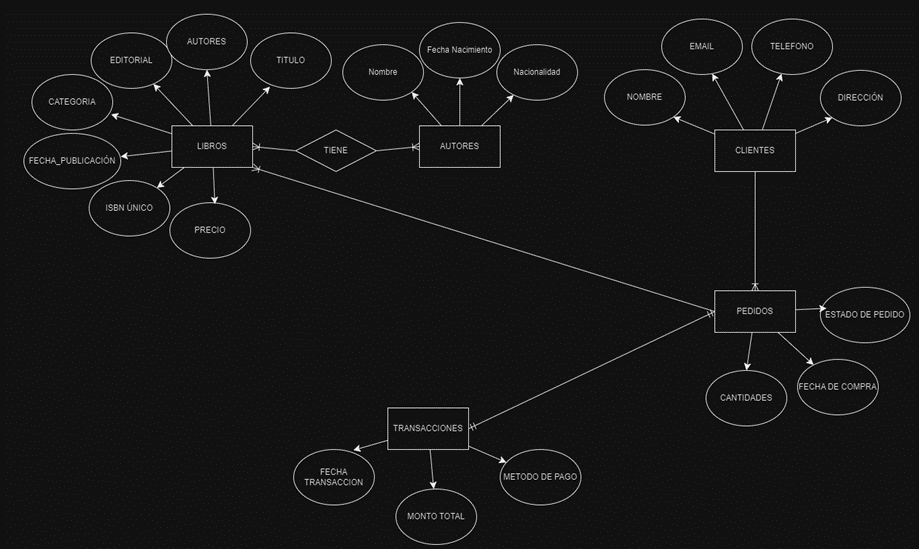 AUTORES
EDITORIAL
TITULO
CATEGORIA
FECHA_PUBLICACIÓN
LIBROS
ISBN ÚNICO
PRECIO
TIENE
Nombre
Fecha Nacimiento
Nacionalidad
AUTORES
EMAIL
TELEFONO
NOMBRE
DIRECCIÓN
CLIENTES
PEDIDOS
ESTADO DE PEDIDO
CANTIDADES
FECHA DE COMPRA
TRANSACCIONES
FECHA
TRANSACCION
MONTO TOTAL
METODO DE PAGO